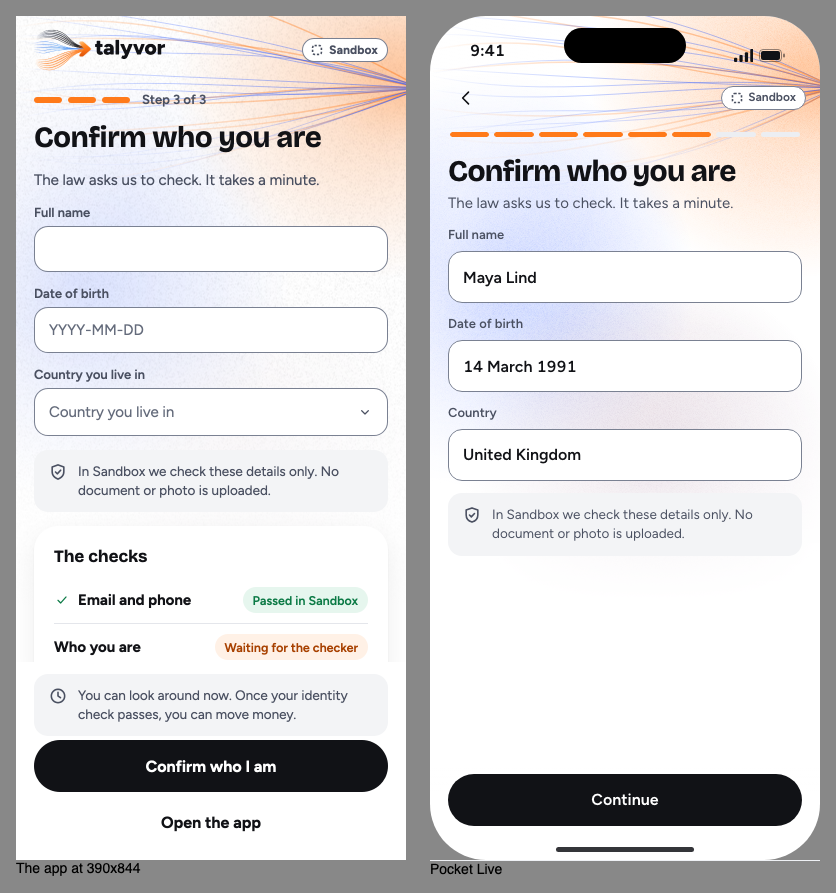 talyvor
Sandbox
Step 3 of 3
Confirm who you are
The law asks us to check. It takes a minute.
Full name
Date of birth
YYYY-MM-DD
Country you live in
Country you live in
In Sandbox we check these details only. No
document or photo is uploaded.
The checks
Email and phone
Passed in Sandbox
Who you are
Waiting for the checker
You can look around now. Once your identity
check passes, you can move money.
Confirm who I am
Open the app
The app at 390x844
9:41
Sandbox
Confirm who you are
The law asks us to check. It takes a minute.
Full name
Maya Lind
Date of birth
14 March 1991
Country
United Kingdom
In Sandbox we check these details only. No
document or photo is uploaded.
Continue
Pocket Live